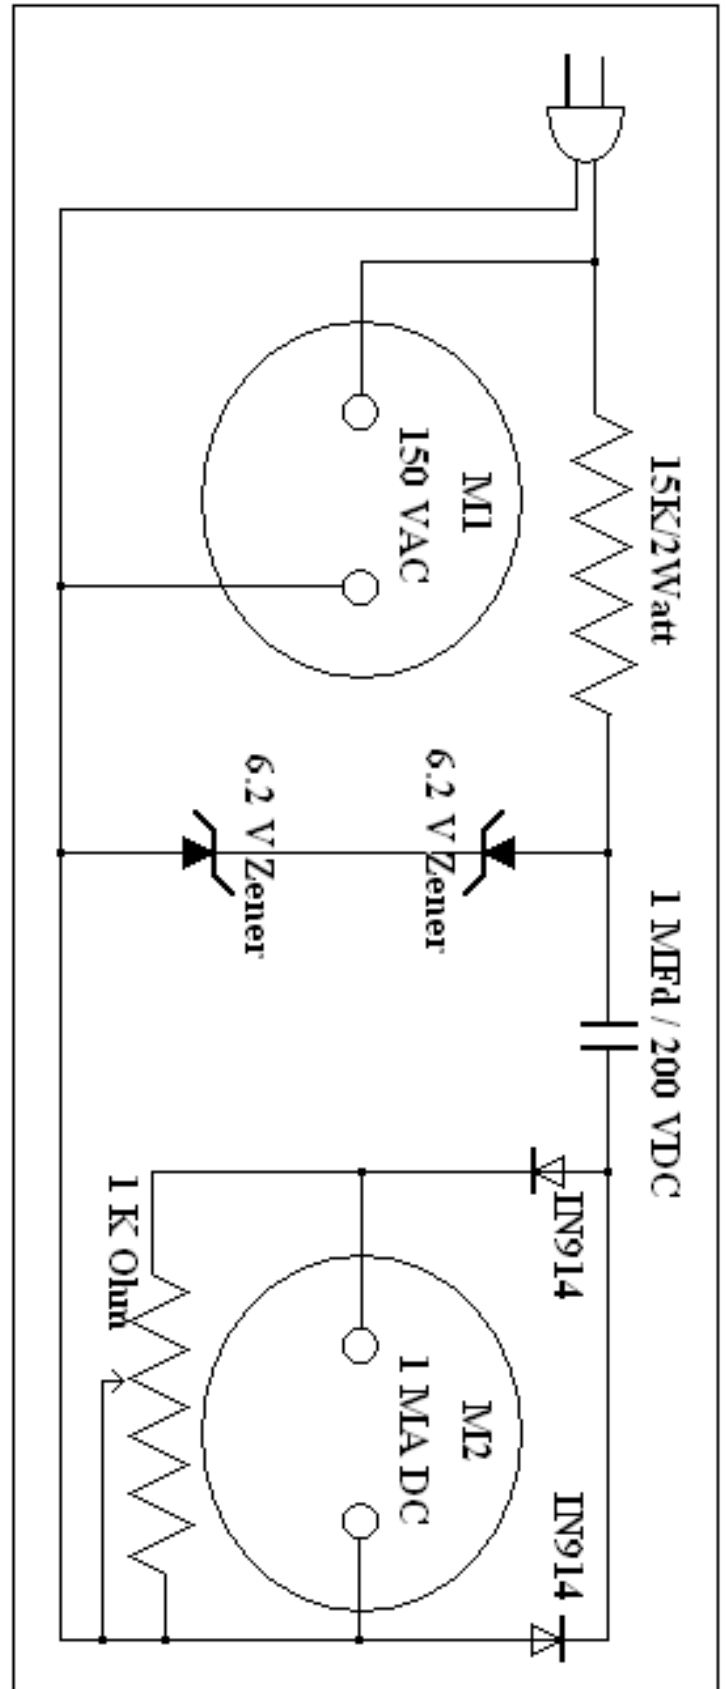 15K/2Watt
M1
150 VAC
6.2 V Zener
6.2 V Zener
1 MFd / 200 VDC
IN914
IN914
M2
1 MA DC
1 K Ohm